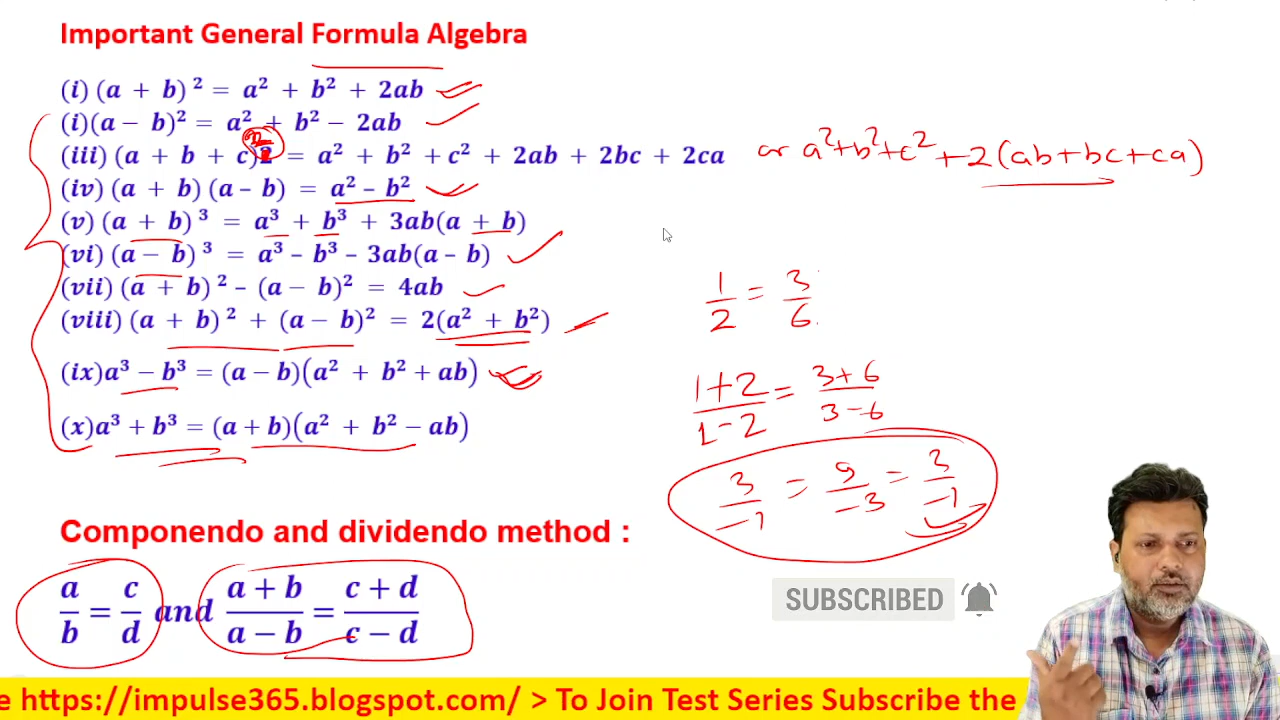 Important General Formula Algebra
(i) (a + b) ² = a² + b² + 2ab
(i)(a − b)² = a² + b² − 2ab
(iii) (a + b + c)2 = a² + b² + c² + 2ab + 2bc + 2ca or a²+b²+c²+2(ab+bc+ca)
(iv) (a + b) (a – b) = a² – b²
(v) (a + b) ³ = a³ + b³ + 3ab(a + b)
(vi) (a − b) ³ = a³ – b³ – 3ab(a – b)
(vii) (a + b) ² – (a − b)² = 4ab
(viii) (a + b) ² + (a − b)² = 2(a² + b²)
(ix)a³ − b³ = (a − b)(a² + b² + ab)
(x)a³ + b³ = (a + b)(a² + b² − ab)
1/2 = 3/6
1+2/1-2 = 3+6/3-6
3/-1 = 9/-3 = 3/-1
Componendo and dividendo method :
a/b = c/d and a + b/a − b = c + d/c − d
SUBSCRIBED
e https://impulse365.blogspot.com/ > To Join Test Series Subscribe the